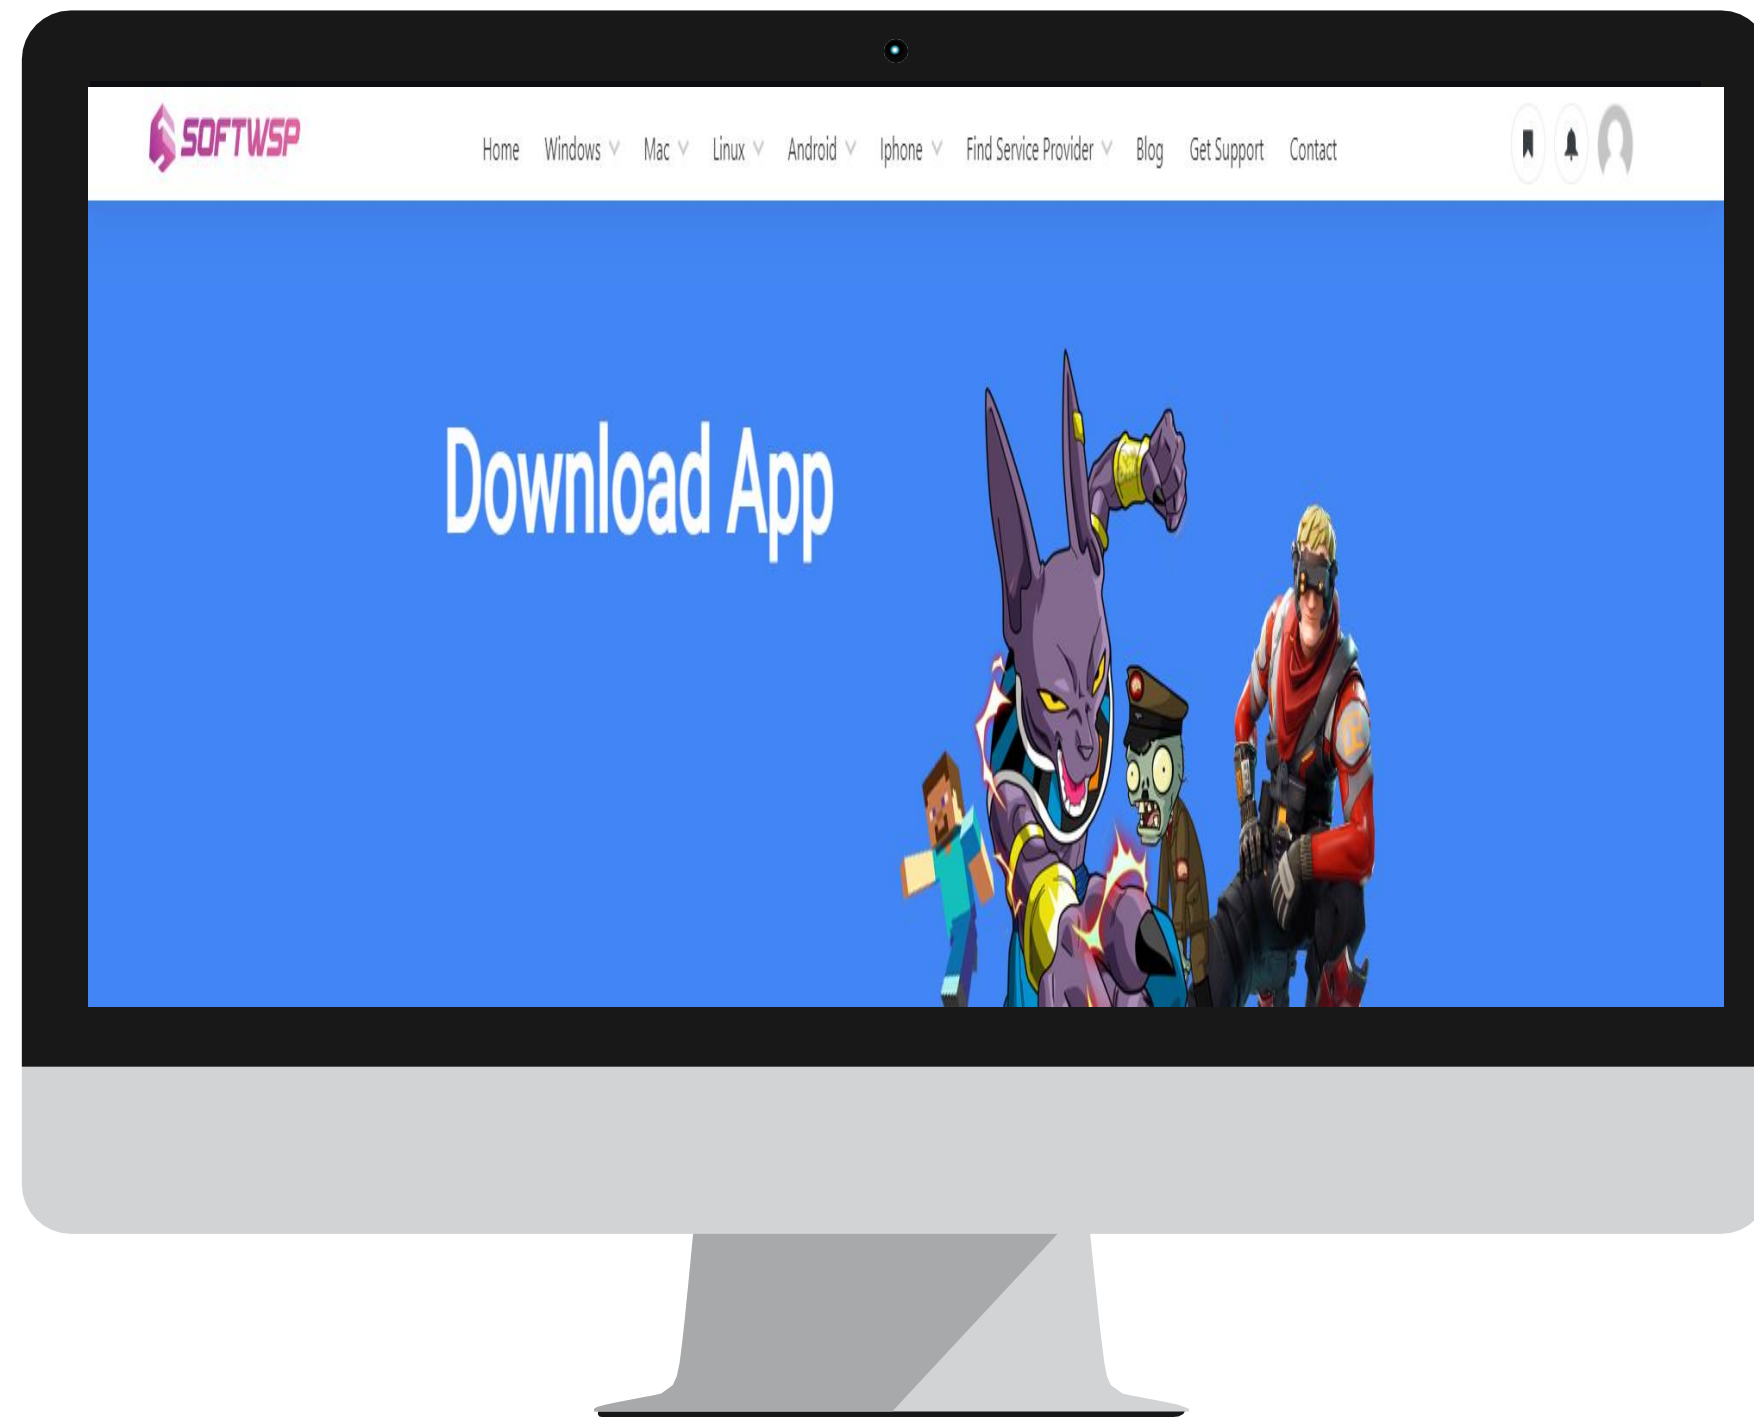 SOFTWSP
Home Windows Mac Linux Android Iphone Find Service Provider Blog Get Support Contact
Download App